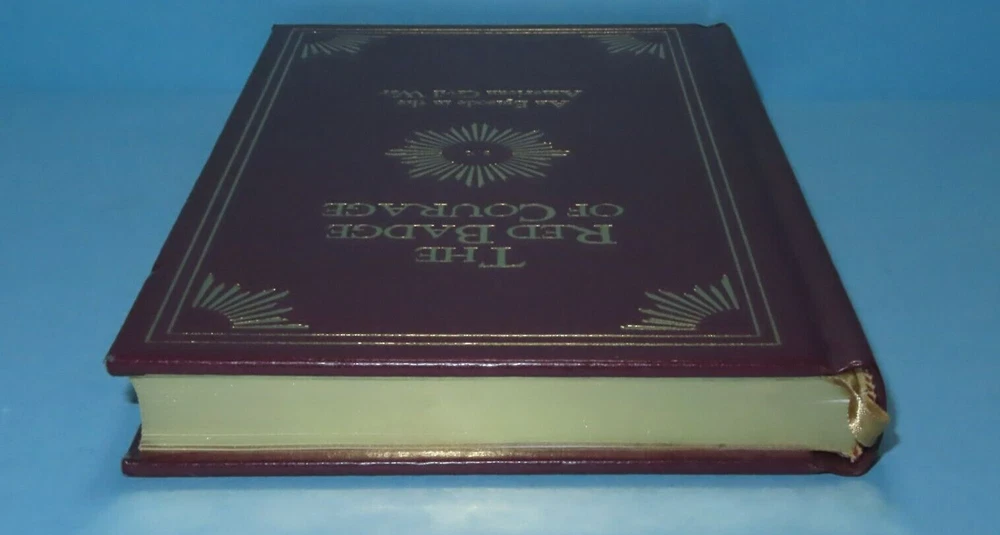 THE
RED BADGE
OF COURAGE
An Episode in the
American Civil War